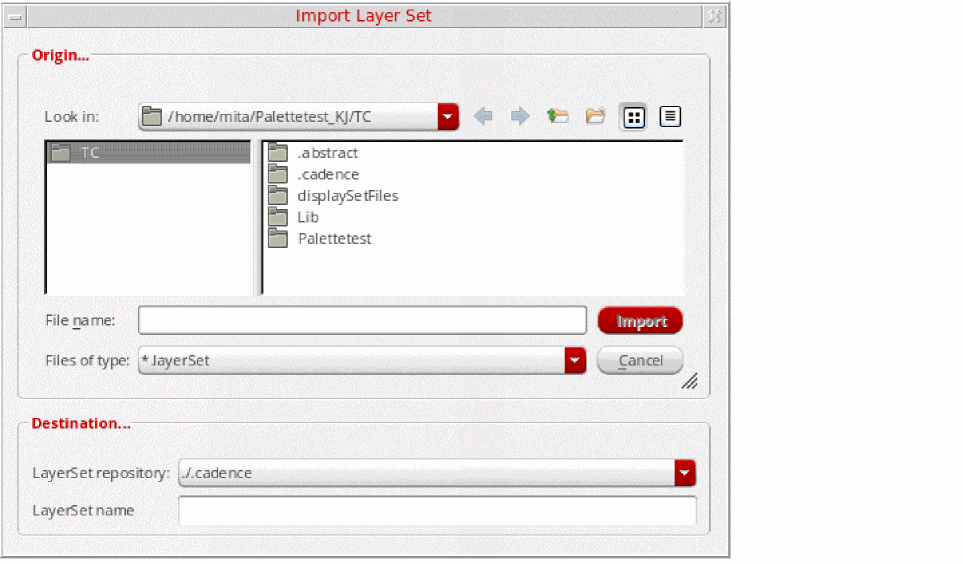 Import Layer Set
Origin...
Look in: /home/mita/Palettetest_KJ/TC
TC
.abstract
.cadence
displaySetFiles
Lib
Palettetest
File name: Import
Files of type: *.layerSet Cancel
Destination...
LayerSet repository: ./.cadence
LayerSet name